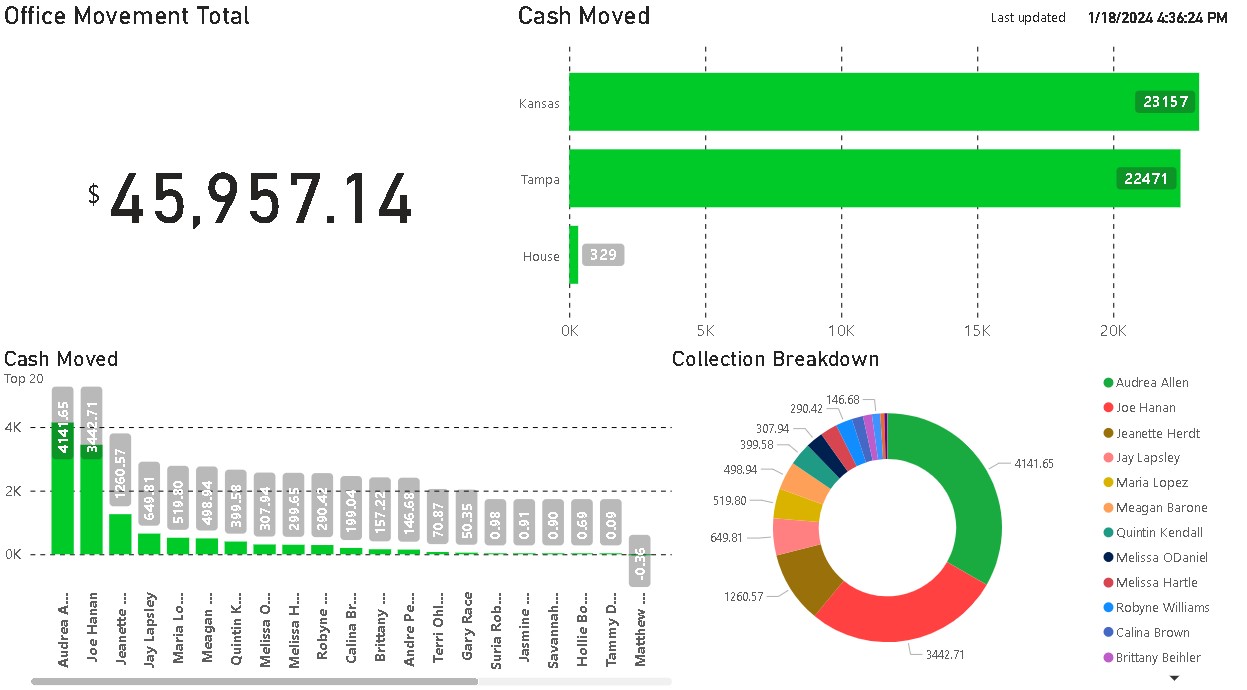 Office Movement Total
$ 45,957.14
Cash Moved
Last updated 1/18/2024 4:36:24 PM
Kansas
23157
Tampa
22471
House
329
0K 5K 10K 15K 20K
Cash Moved
Top 20
4K
2K
0K
4141.65
3442.71
1260.57
649.81
519.80
498.94
399.58
307.94
299.65
290.42
199.04
157.22
146.68
70.87
50.35
0.98
0.91
0.90
0.69
0.09
-0.36
Audrea A...
Joe Hanan
Jeanette ...
Jay Lapsley
Maria Lo...
Meagan ...
Quintin K...
Melissa O...
Melissa H...
Robyne ...
Calina Br...
Brittany ...
Andre Pe...
Terri Ohl...
Gary Race
Suria Rob...
Jasmine ...
Savannah...
Hollie Bo...
Tammy D...
Matthew ...
Collection Breakdown
146.68
290.42
307.94
399.58
498.94
519.80
649.81
1260.57
3442.71
4141.65
Audrea Allen
Joe Hanan
Jeanette Herdt
Jay Lapsley
Maria Lopez
Meagan Barone
Quintin Kendall
Melissa ODaniel
Melissa Hartle
Robyne Williams
Calina Brown
Brittany Beihler